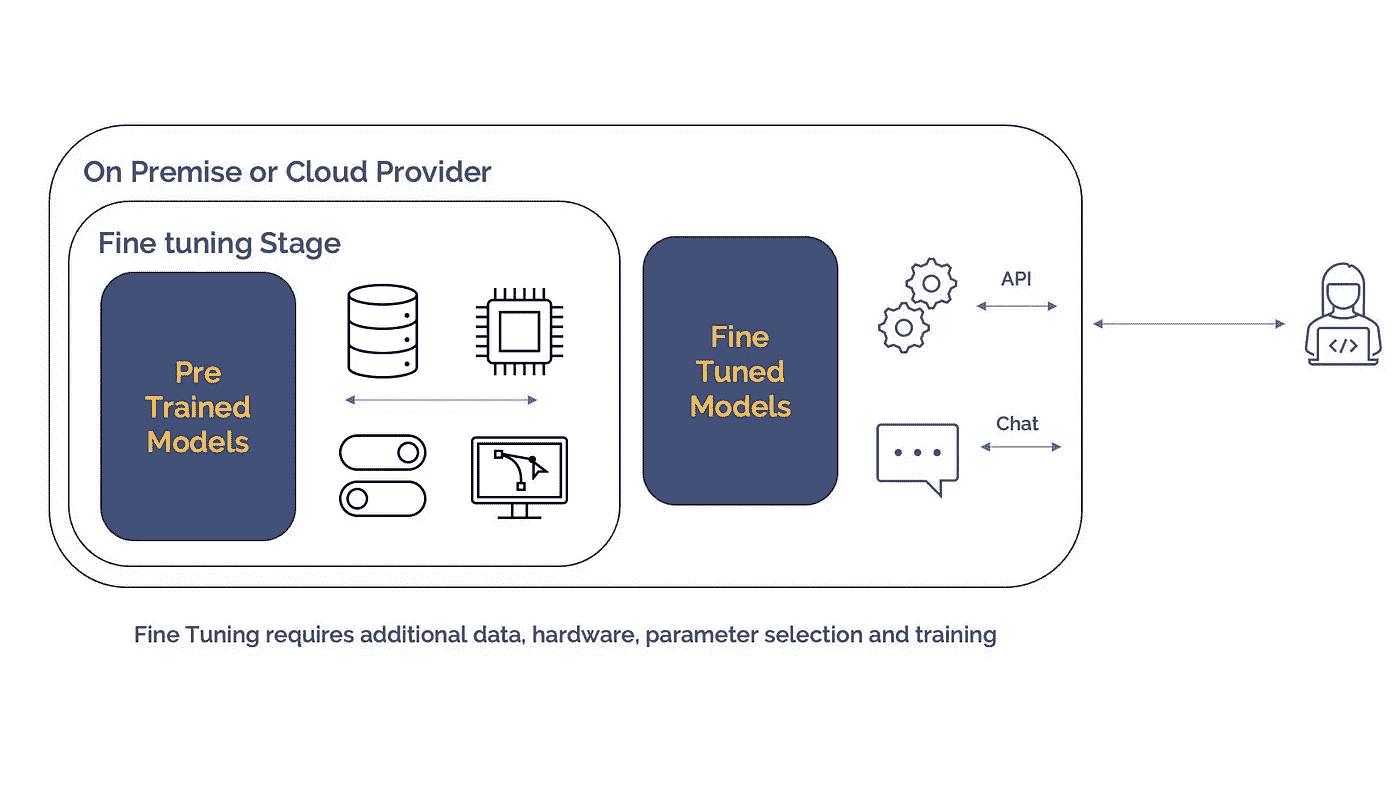 On Premise or Cloud Provider
Fine tuning Stage
Pre
Trained
Models
Fine
Tuned
Models
API
Chat
</>
Fine Tuning requires additional data, hardware, parameter selection and training